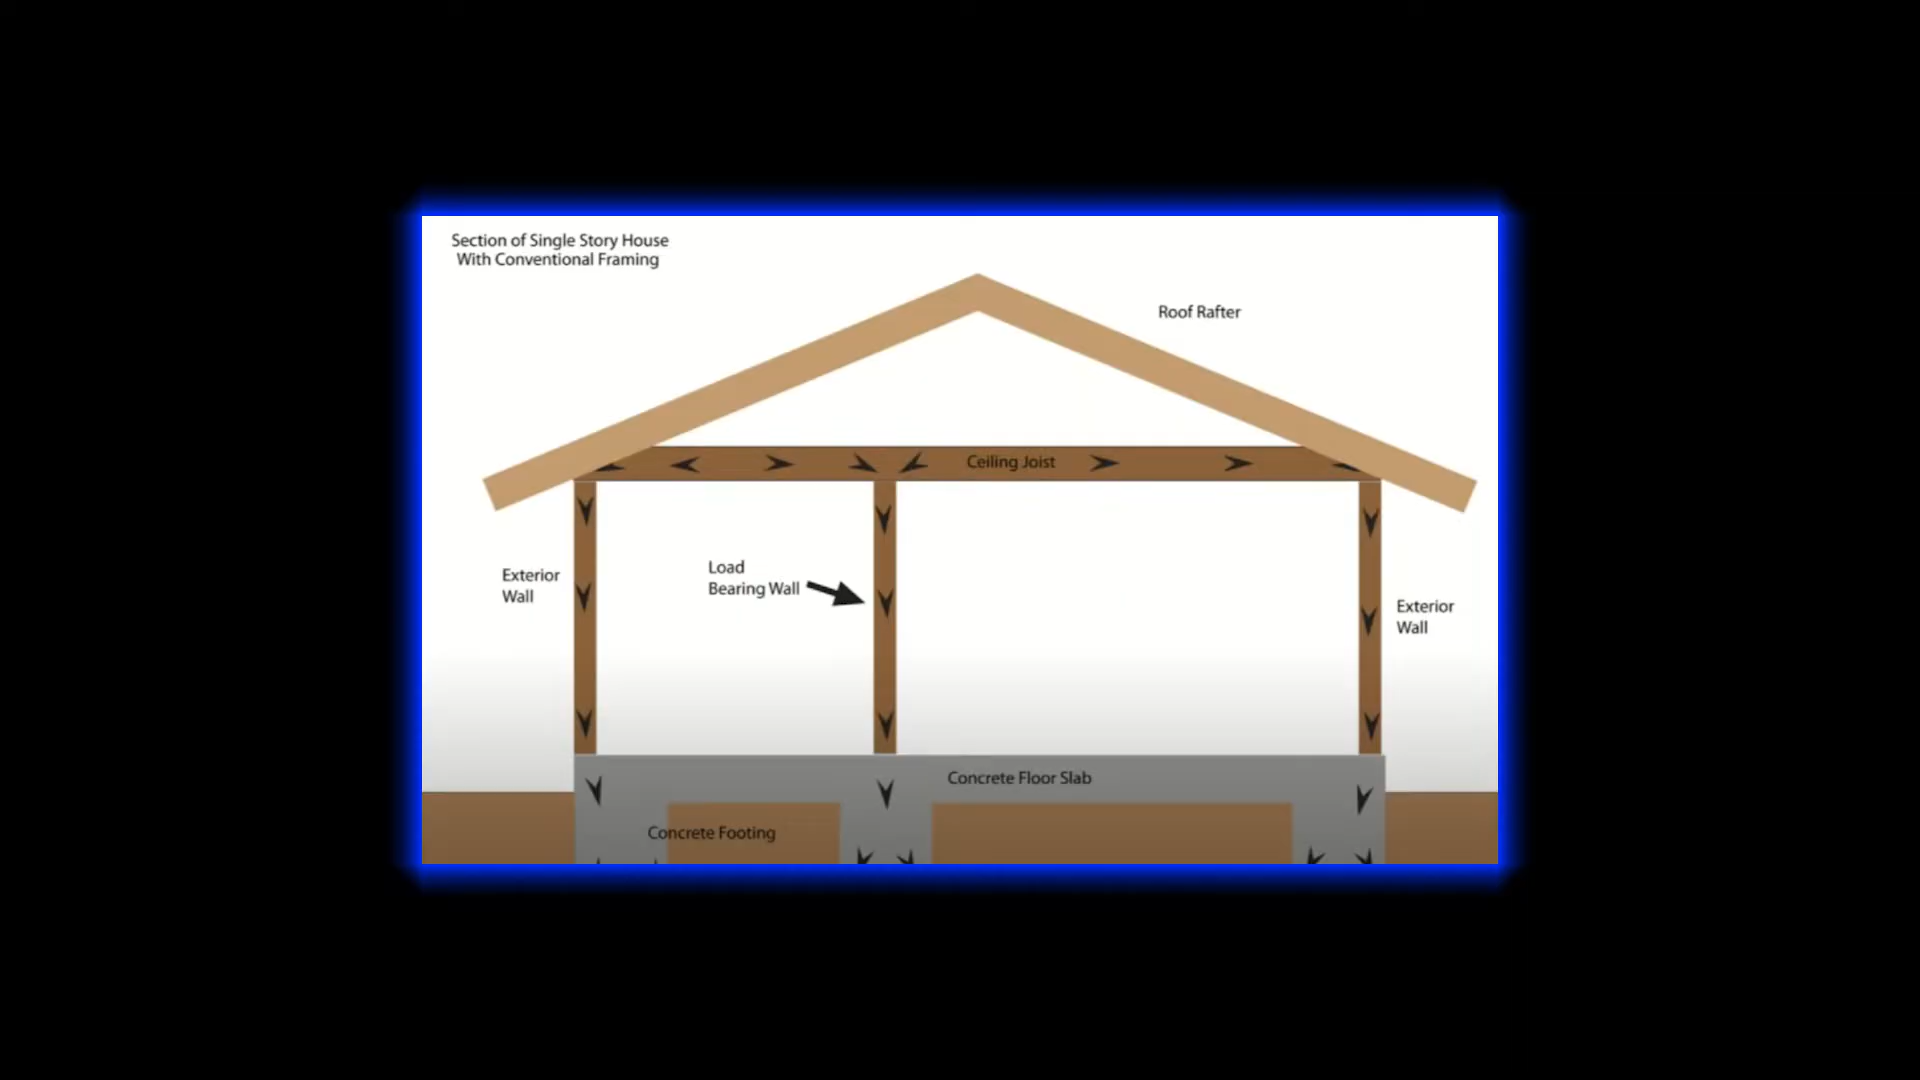 Section of Single Story House
With Conventional Framing
Roof Rafter
Ceiling Joist
Load
Bearing Wall
Exterior
Wall
Exterior
Wall
Concrete Floor Slab
Concrete Footing